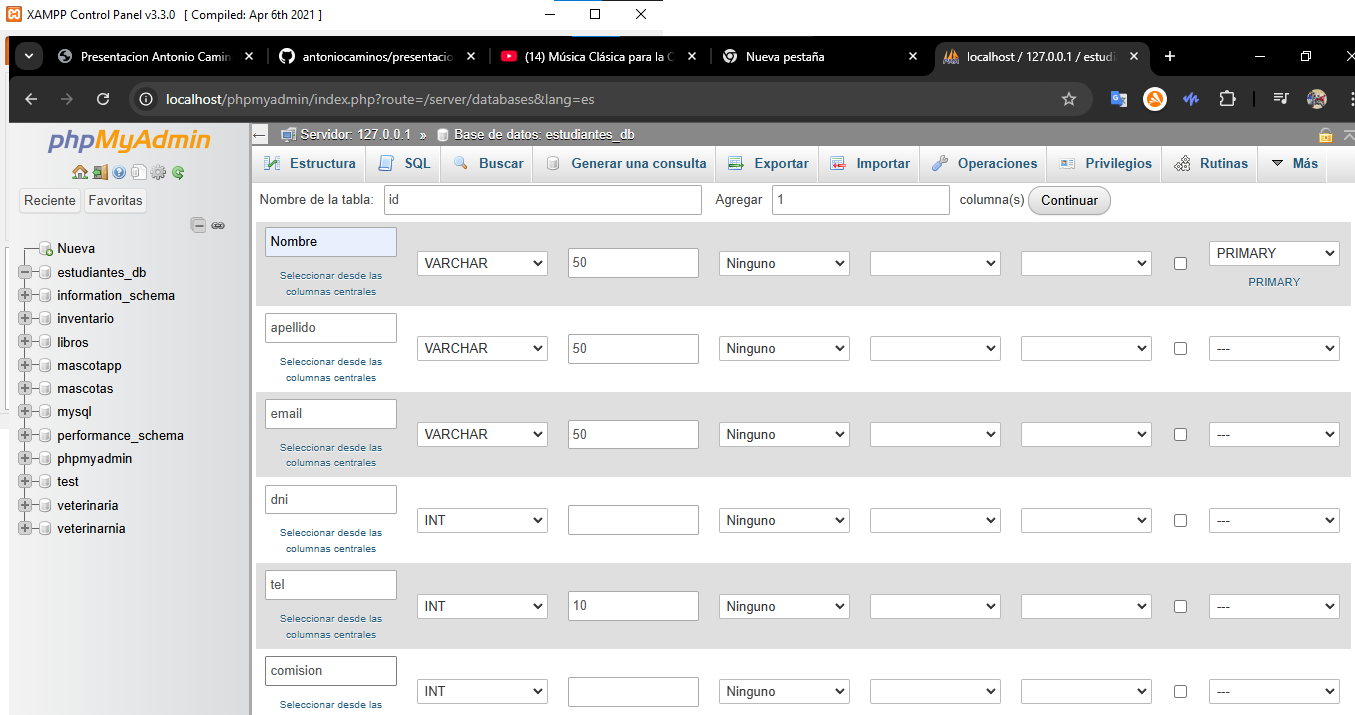 XAMPP Control Panel v3.3.0 [ Compiled: Apr 6th 2021 ]
Presentacion Antonio Camin
antoniocaminos/presentacio
(14) Música Clásica para la C
Nueva pestaña
localhost / 127.0.0.1 / estudi
localhost/phpmyadmin/index.php?route=/server/databases&lang=es
phpMyAdmin
Reciente Favoritas
Nueva
estudiantes_db
information_schema
inventario
libros
mascotapp
mascotas
mysql
performance_schema
phpmyadmin
test
veterinaria
veterinarnia
Servidor: 127.0.0.1 » Base de datos: estudiantes_db
Estructura SQL Buscar Generar una consulta Exportar Importar Operaciones Privilegios Rutinas Más
Nombre de la tabla: id Agregar 1 columna(s) Continuar
Nombre VARCHAR 50 Ninguno PRIMARY
Seleccionar desde las
columnas centrales
PRIMARY
apellido VARCHAR 50 Ninguno ---
Seleccionar desde las
columnas centrales
email VARCHAR 50 Ninguno ---
Seleccionar desde las
columnas centrales
dni INT Ninguno ---
Seleccionar desde las
columnas centrales
tel INT 10 Ninguno ---
Seleccionar desde las
columnas centrales
comision INT Ninguno ---
Seleccionar desde las